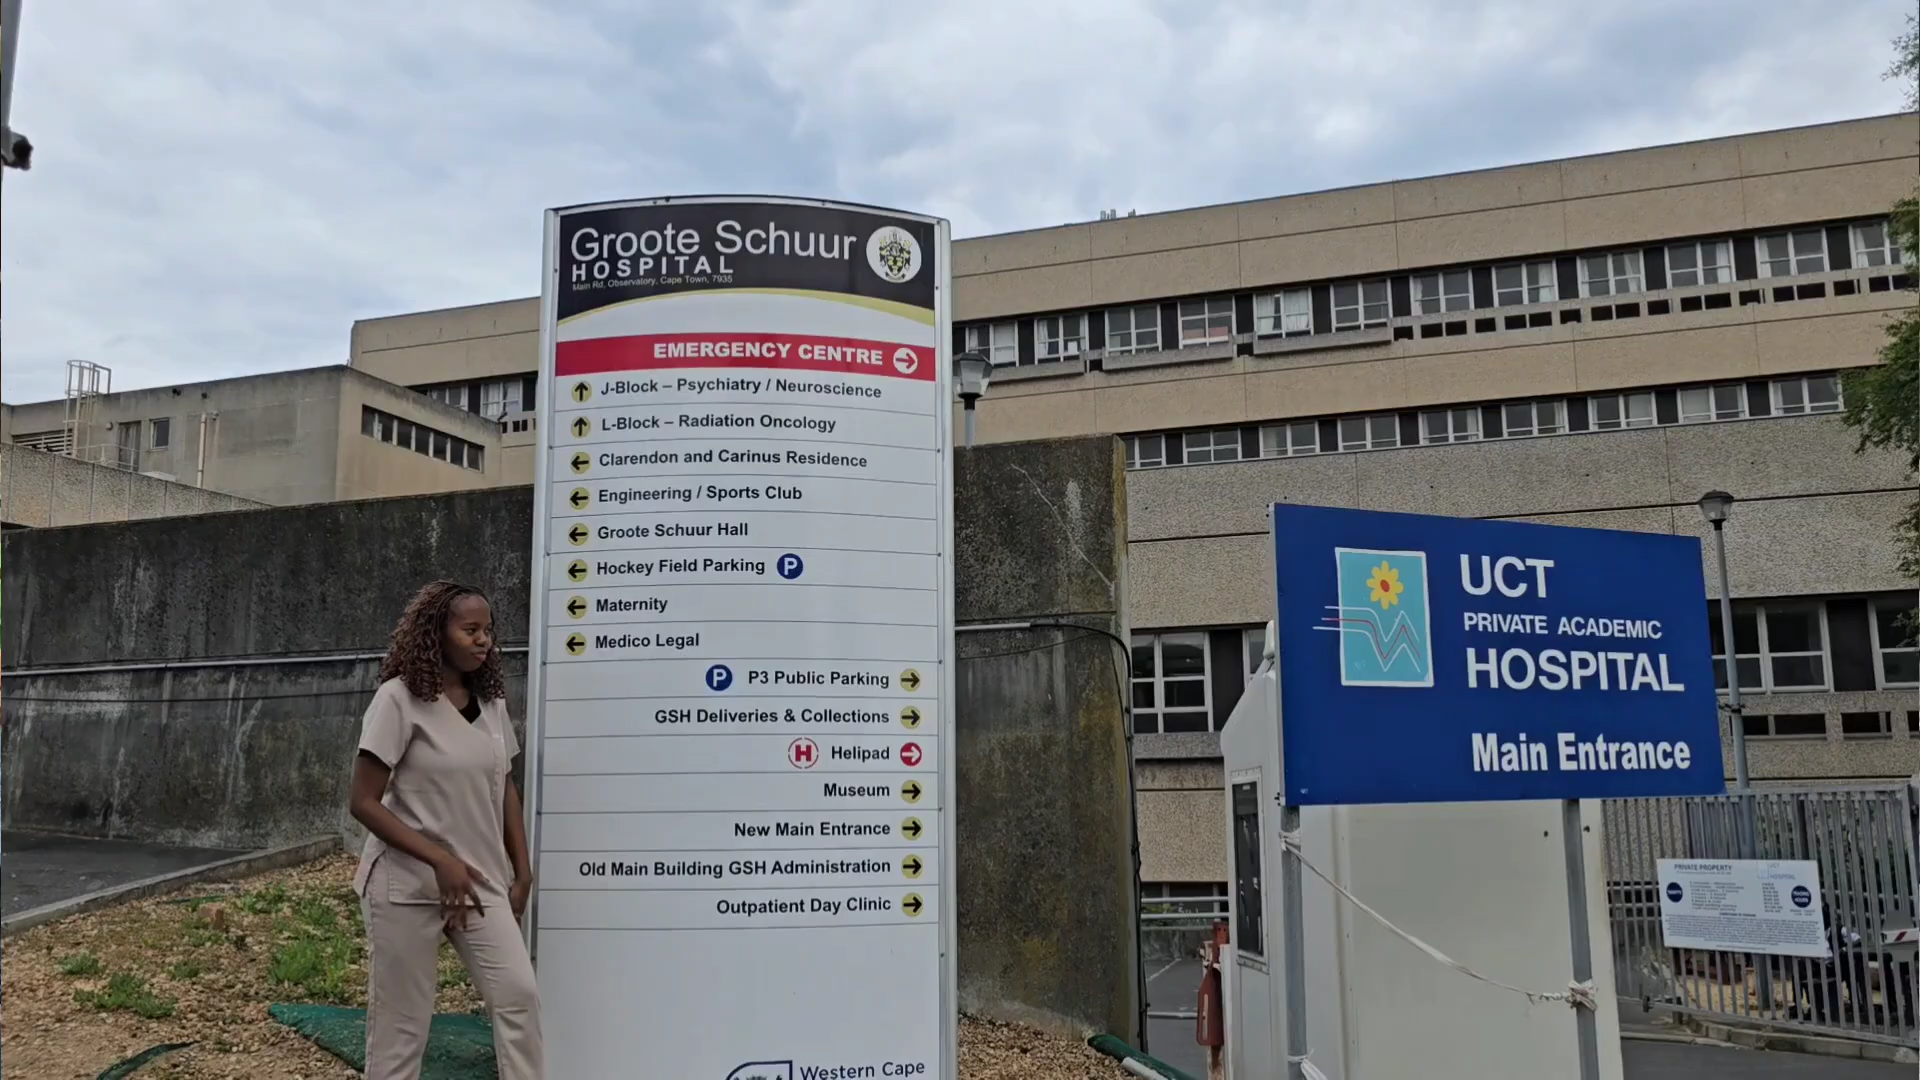 Groote Schuur
HOSPITAL
Main Rd, Observatory, Cape Town, 7935
EMERGENCY CENTRE
J-Block – Psychiatry / Neuroscience
L-Block – Radiation Oncology
Clarendon and Carinus Residence
Engineering / Sports Club
Groote Schuur Hall
Hockey Field Parking P
Maternity
Medico Legal
P P3 Public Parking
GSH Deliveries & Collections
H Helipad
Museum
New Main Entrance
Old Main Building GSH Administration
Outpatient Day Clinic
Western Cape
UCT
PRIVATE ACADEMIC
HOSPITAL
Main Entrance
PRIVATE PROPERTY
UCT
HOSPITAL